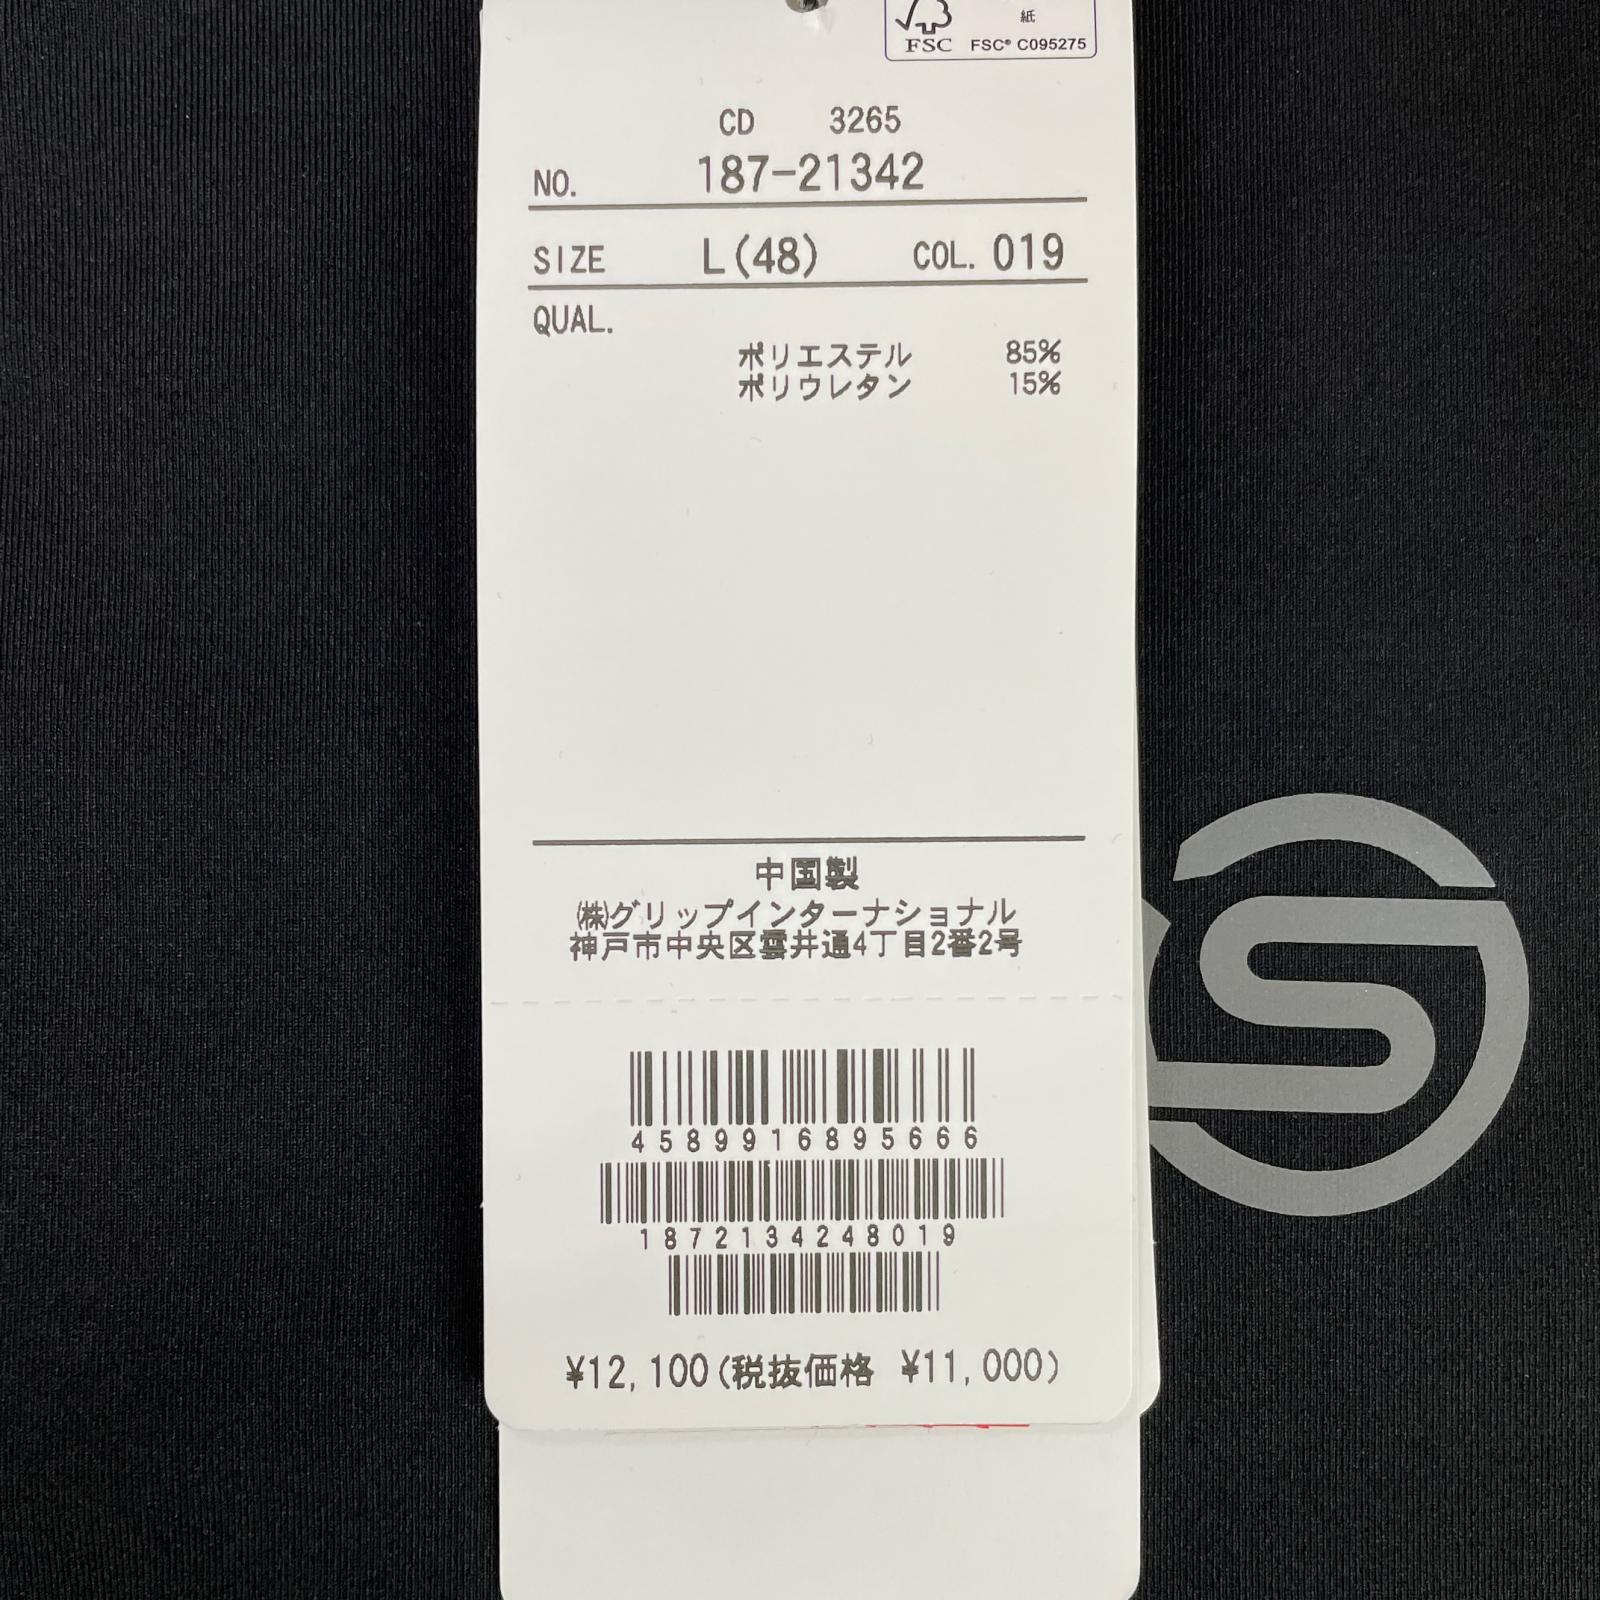 紙
FSC FSC® C095275
CD 3265
NO. 187-21342
SIZE L(48) COL. 019
QUAL.
ポリエステル 85%
ポリウレタン 15%
中国製
㈱グリップインターナショナル
神戸市中央区雲井通4丁目2番2号
4589916895666
1872134248019
¥12,100(税抜価格 ¥11,000)
S